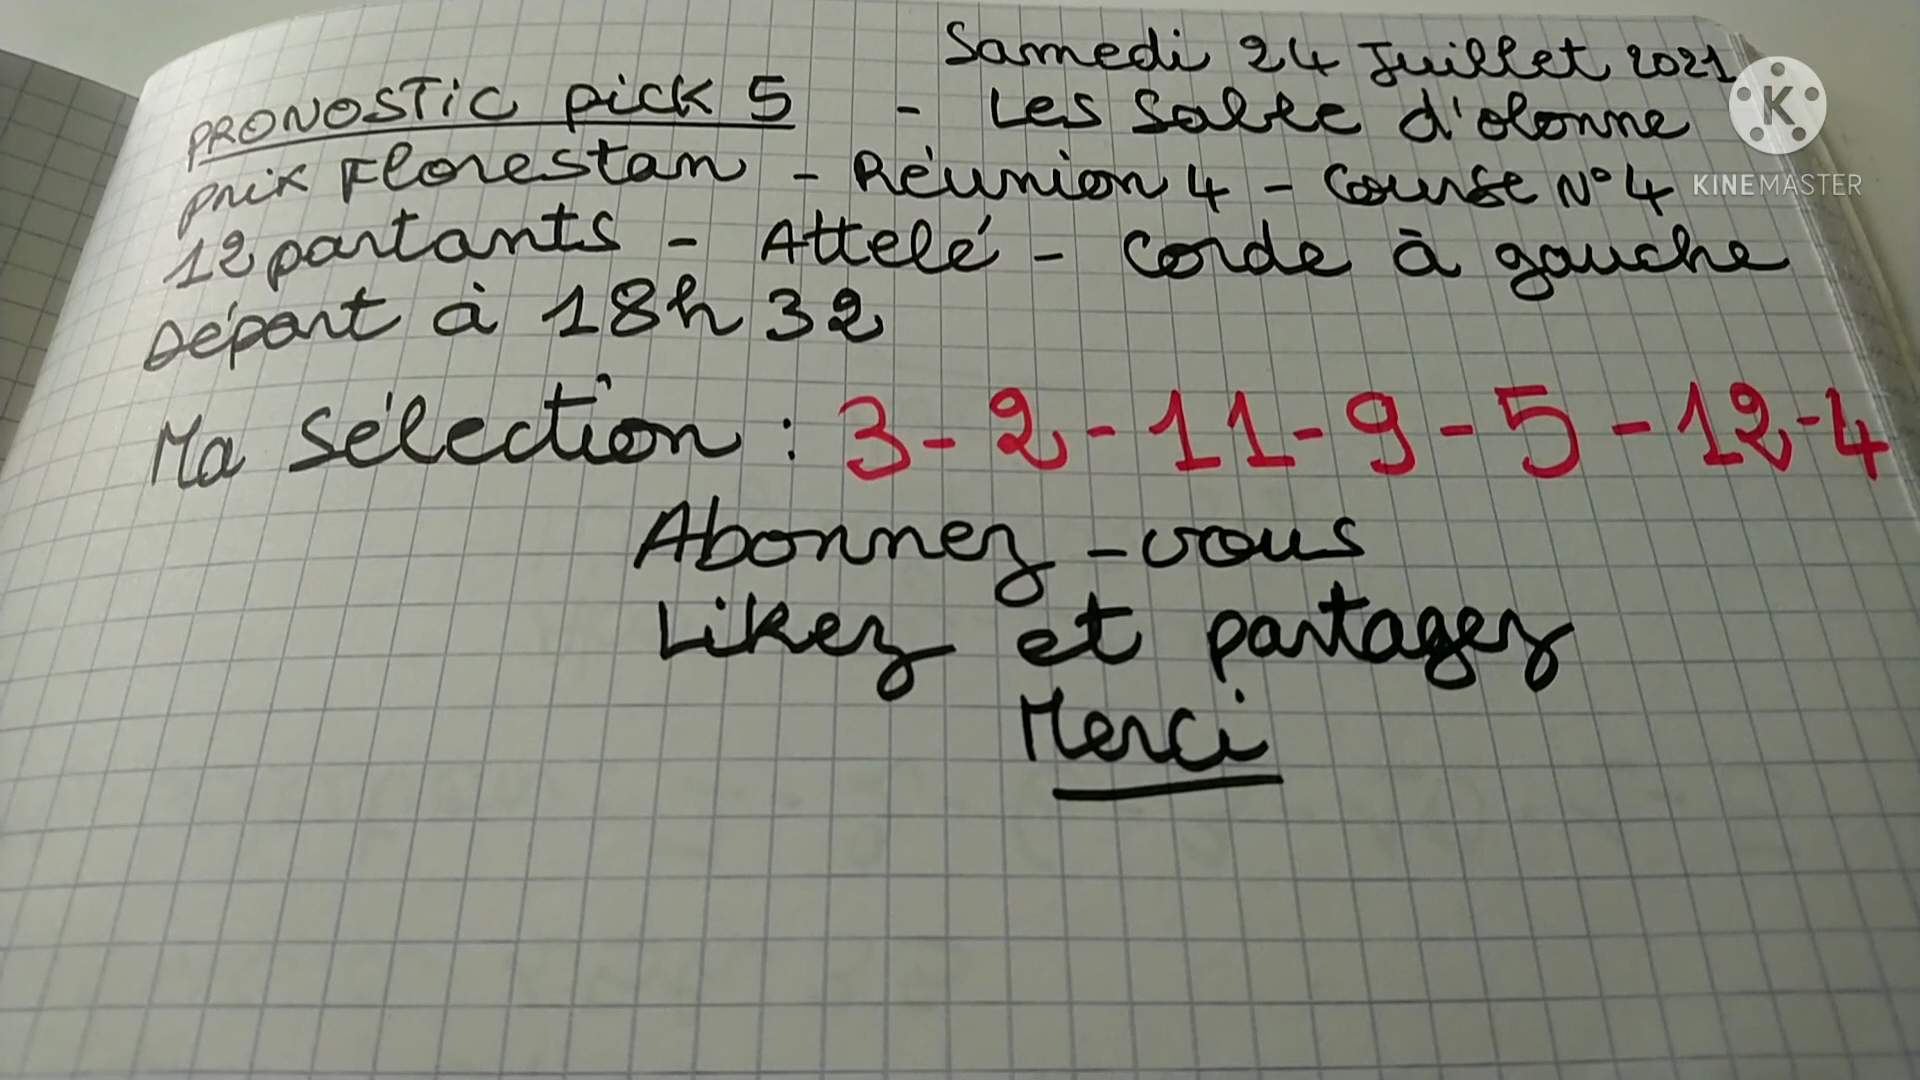 Samedi 24 Juillet 2021
PRONOSTiC pick 5 - Les Sable d'olonne
prix Florestan - Réunion 4 - Course N°4
12 partants - Attelé - Corde à gauche
Départ à 18h 32
Ma Sélection : 3 - 2 - 11 - 9 - 5 - 12 - 4
Abonnez-vous
Likez et partagez
Merci
K
KINEMASTER